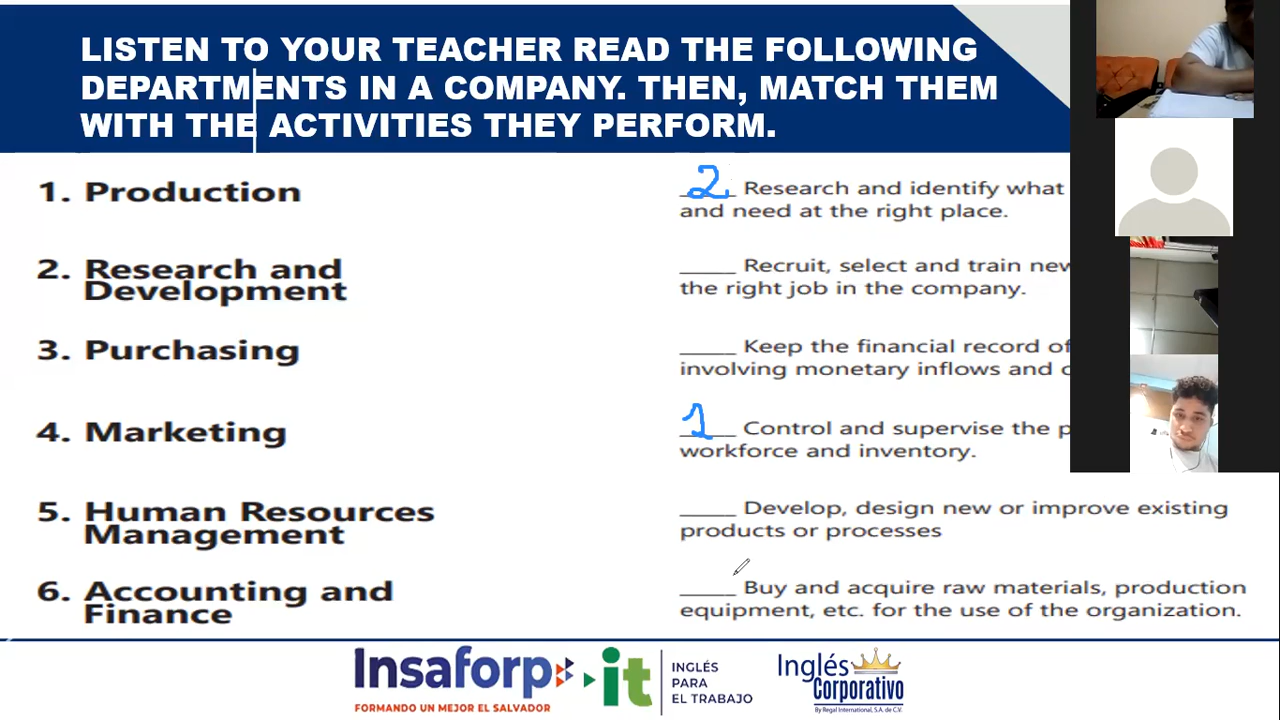 LISTEN TO YOUR TEACHER READ THE FOLLOWING
DEPARTMENTS IN A COMPANY. THEN, MATCH THEM
WITH THE ACTIVITIES THEY PERFORM.
1. Production
2. Research and
Development
3. Purchasing
4. Marketing
5. Human Resources
Management
6. Accounting and
Finance
2 Research and identify what
and need at the right place.
_____ Recruit, select and train new
the right job in the company.
_____ Keep the financial record of
involving monetary inflows and
1 Control and supervise the
workforce and inventory.
_____ Develop, design new or improve existing
products or processes
_____ Buy and acquire raw materials, production
equipment, etc. for the use of the organization.
Insaforp
FORMANDO UN MEJOR EL SALVADOR
it
INGLÉS
PARA
EL TRABAJO
Inglés
Corporativo
By Regal International, S.A. de C.V.